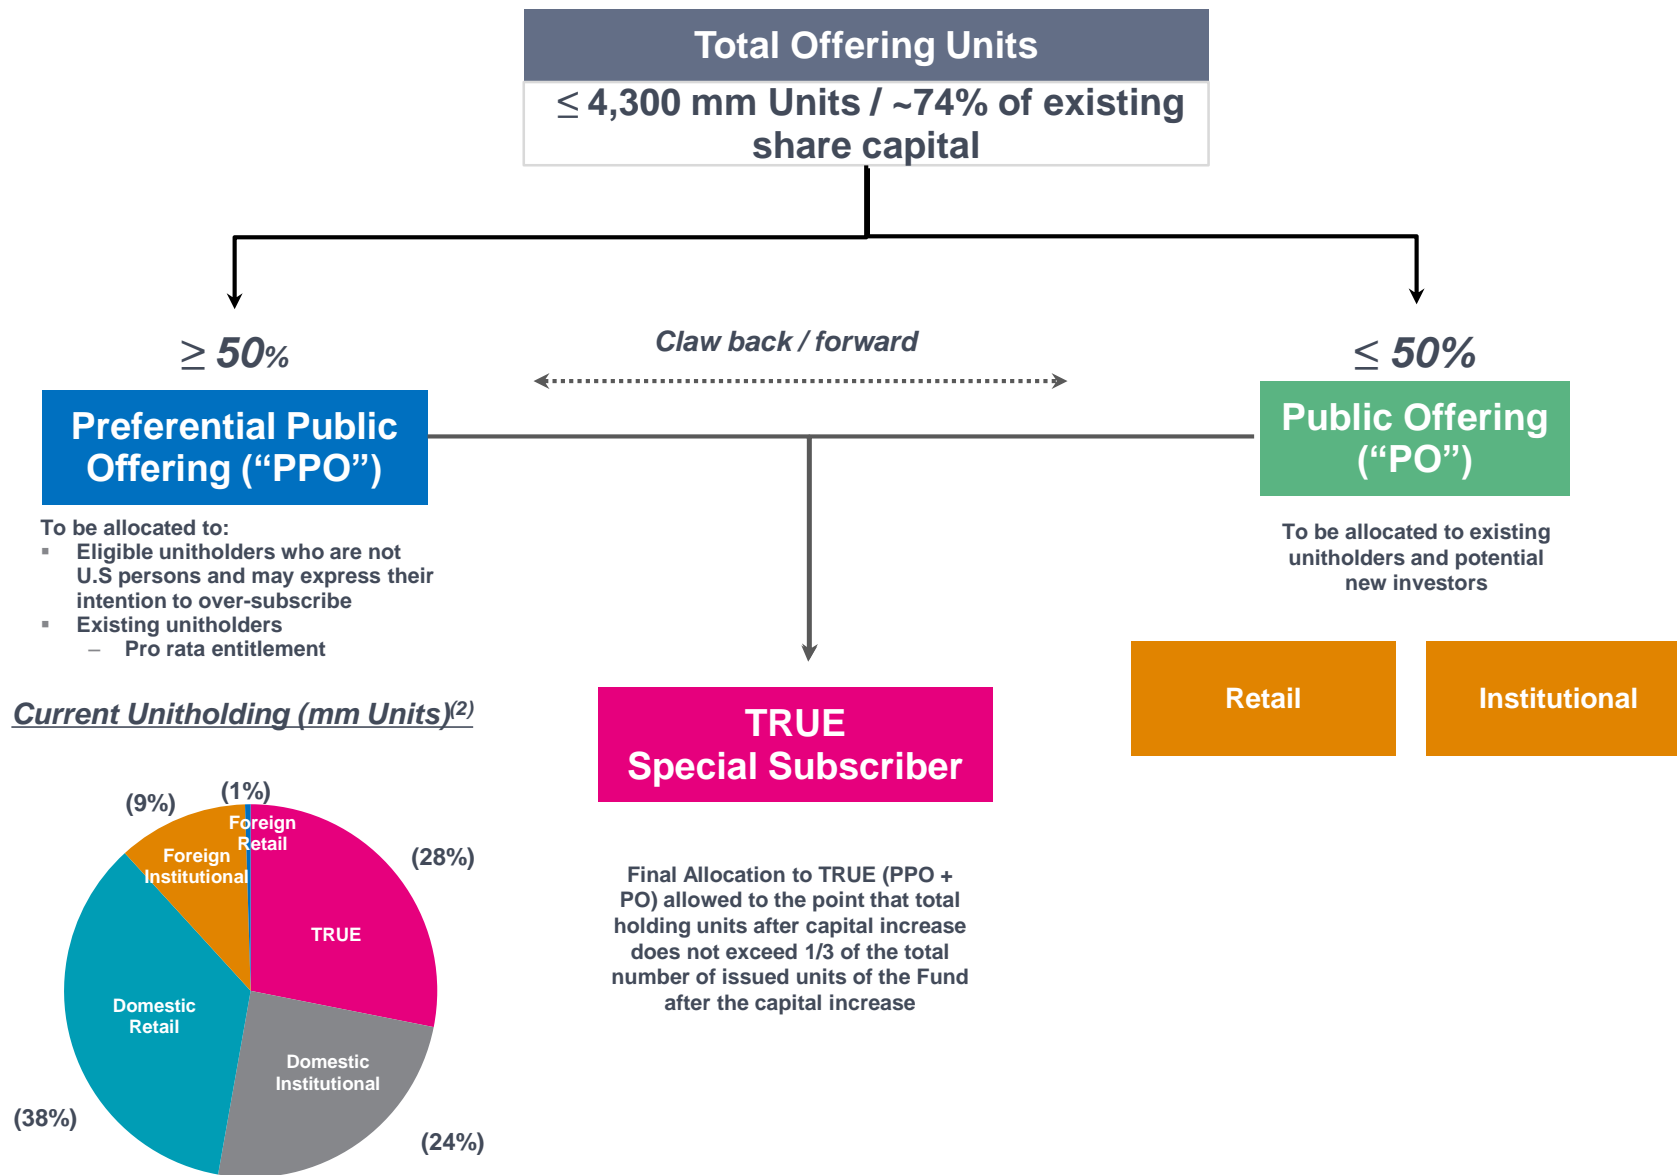 Total Offering Units
≤ 4,300 mm Units / ~74% of existing
share capital
≥ 50%
Claw back / forward
≤ 50%
Preferential Public
Offering (“PPO”)
Public Offering
(“PO”)
To be allocated to:
▪ Eligible unitholders who are not
U.S persons and may express their
intention to over-subscribe
▪ Existing unitholders
– Pro rata entitlement
To be allocated to existing
unitholders and potential
new investors
Retail
Institutional
TRUE
Special Subscriber
Final Allocation to TRUE (PPO +
PO) allowed to the point that total
holding units after capital increase
does not exceed 1/3 of the total
number of issued units of the Fund
after the capital increase
Current Unitholding (mm Units)(2)
(9%)
(1%)
Foreign
Retail
(28%)
Foreign
Institutional
TRUE
Domestic
Retail
Domestic
Institutional
(38%)
(24%)